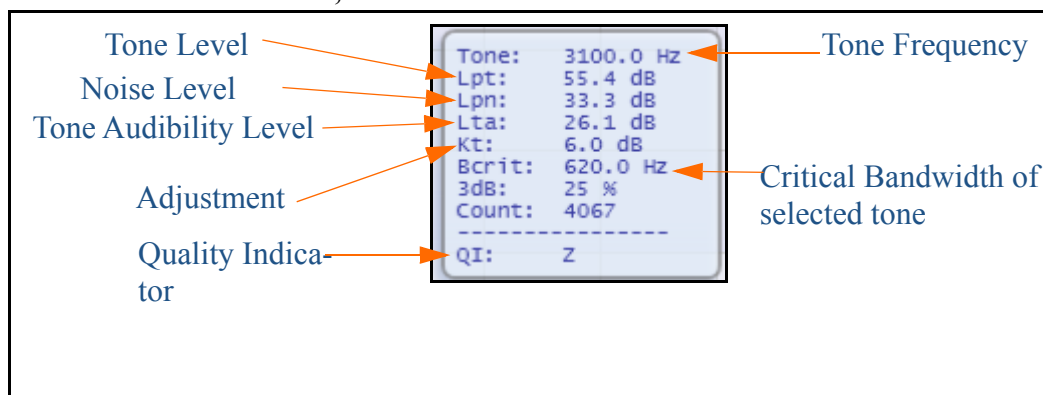 Tone Level
Noise Level
Tone Audibility Level
Adjustment
Quality Indica-
tor
Tone: 3100.0 Hz
Lpt: 55.4 dB
Lpn: 33.3 dB
Lta: 26.1 dB
Kt: 6.0 dB
Bcrit: 620.0 Hz
3dB: 25 %
Count: 4067
----------------
QI: Z
Tone Frequency
Critical Bandwidth of
selected tone